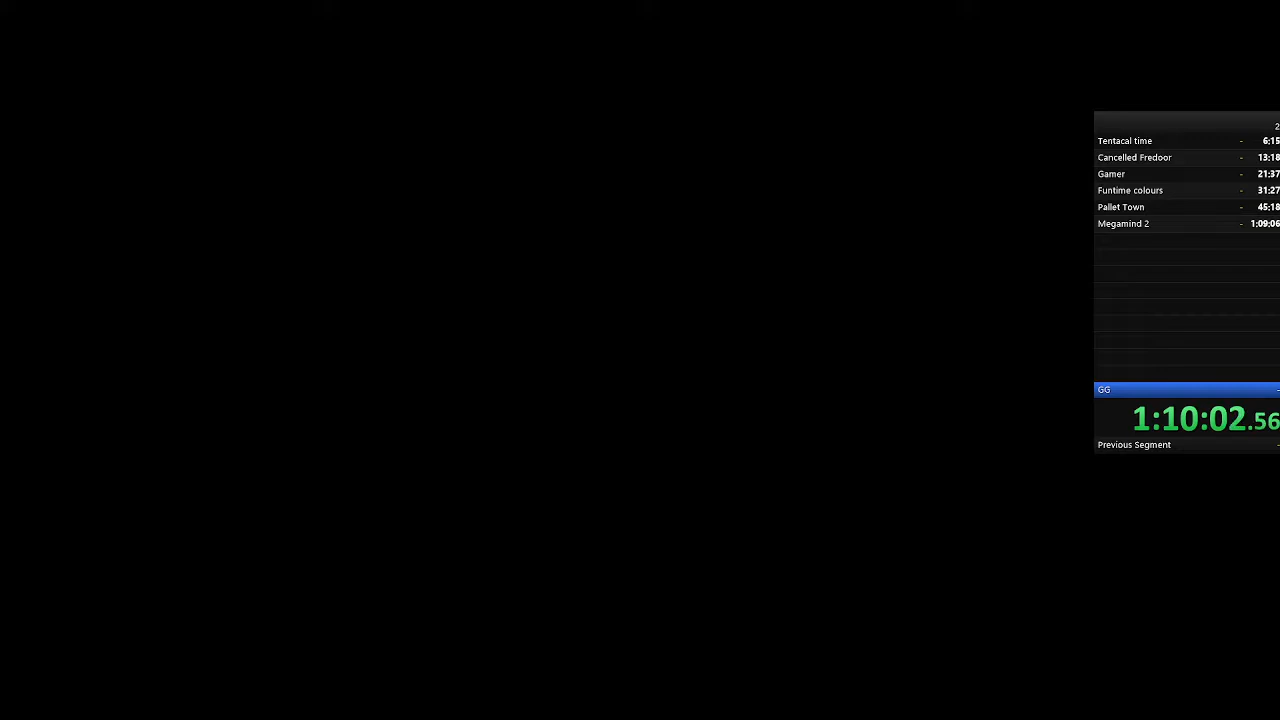 2
Tentacal time - 6:15
Cancelled Fredoor - 13:18
Gamer - 21:37
Funtime colours - 31:27
Pallet Town - 45:18
Megamind 2 - 1:09:06
GG -
1:10:02.56
Previous Segment -